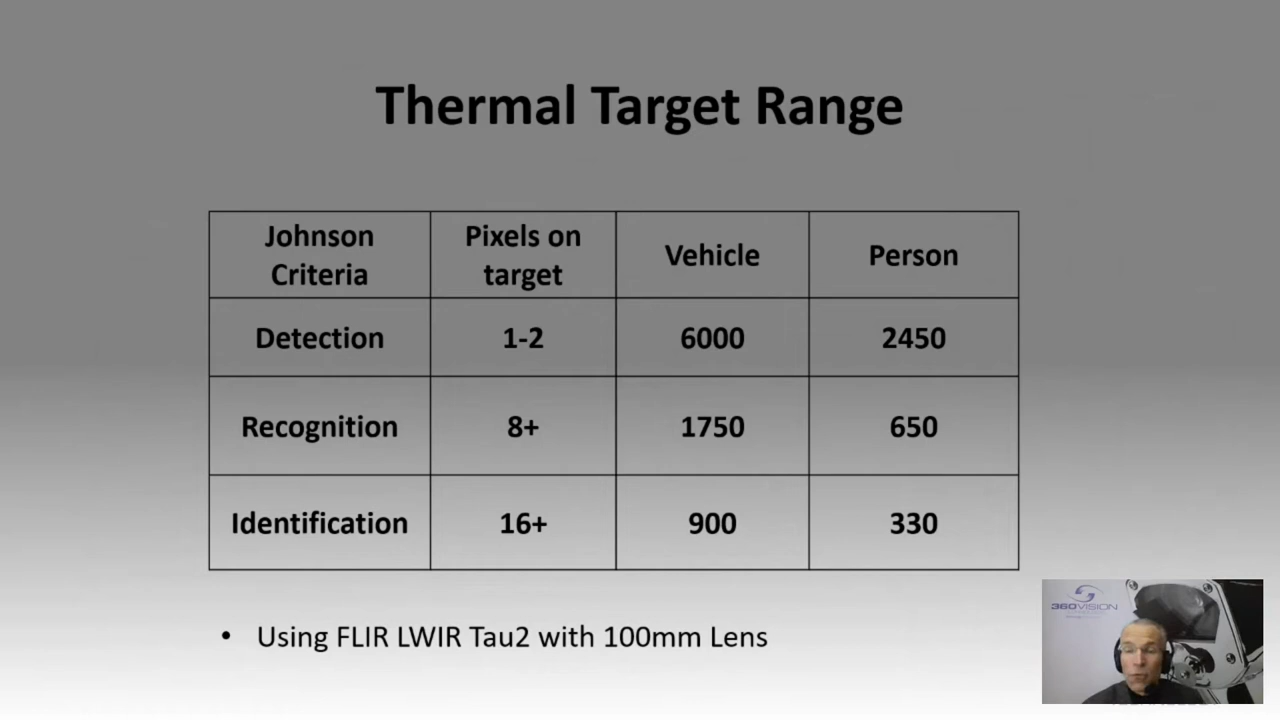 Thermal Target Range
Johnson Criteria Pixels on target Vehicle Person
Detection 1-2 6000 2450
Recognition 8+ 1750 650
Identification 16+ 900 330
• Using FLIR LWIR Tau2 with 100mm Lens
360VISION